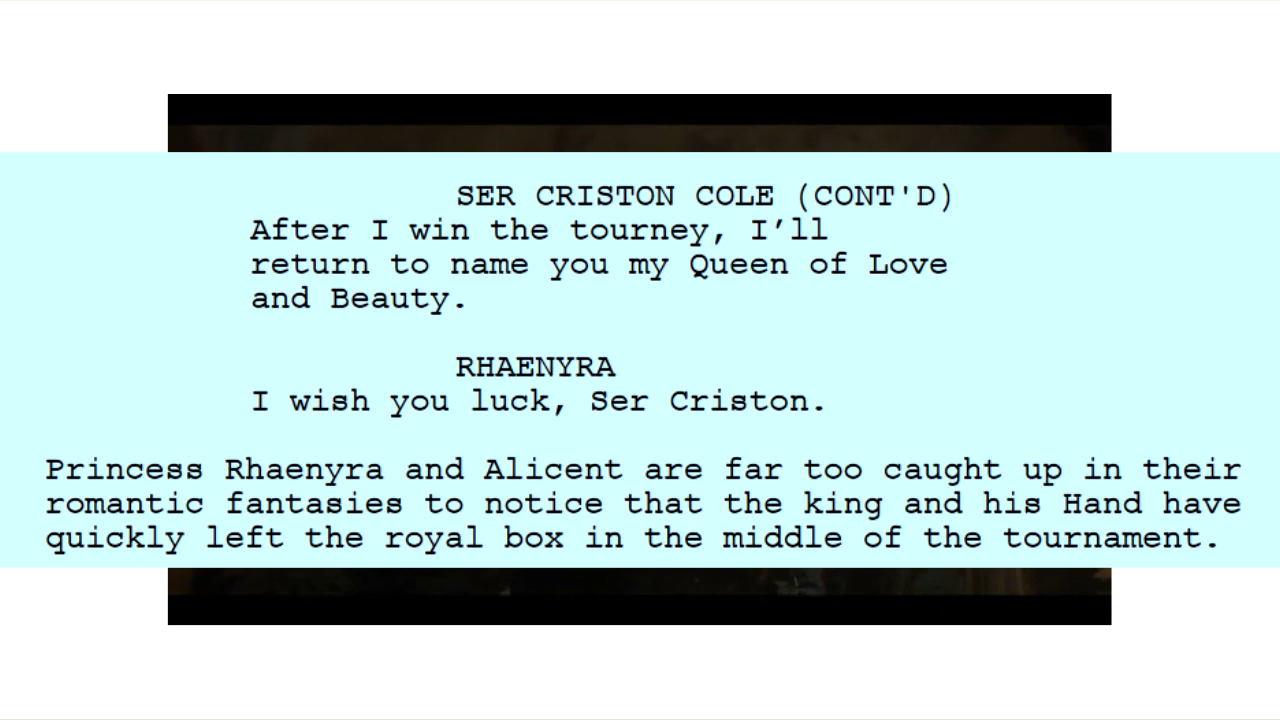 SER CRISTON COLE (CONT'D)
After I win the tourney, I’ll
return to name you my Queen of Love
and Beauty.
RHAENYRA
I wish you luck, Ser Criston.
Princess Rhaenyra and Alicent are far too caught up in their
romantic fantasies to notice that the king and his Hand have
quickly left the royal box in the middle of the tournament.